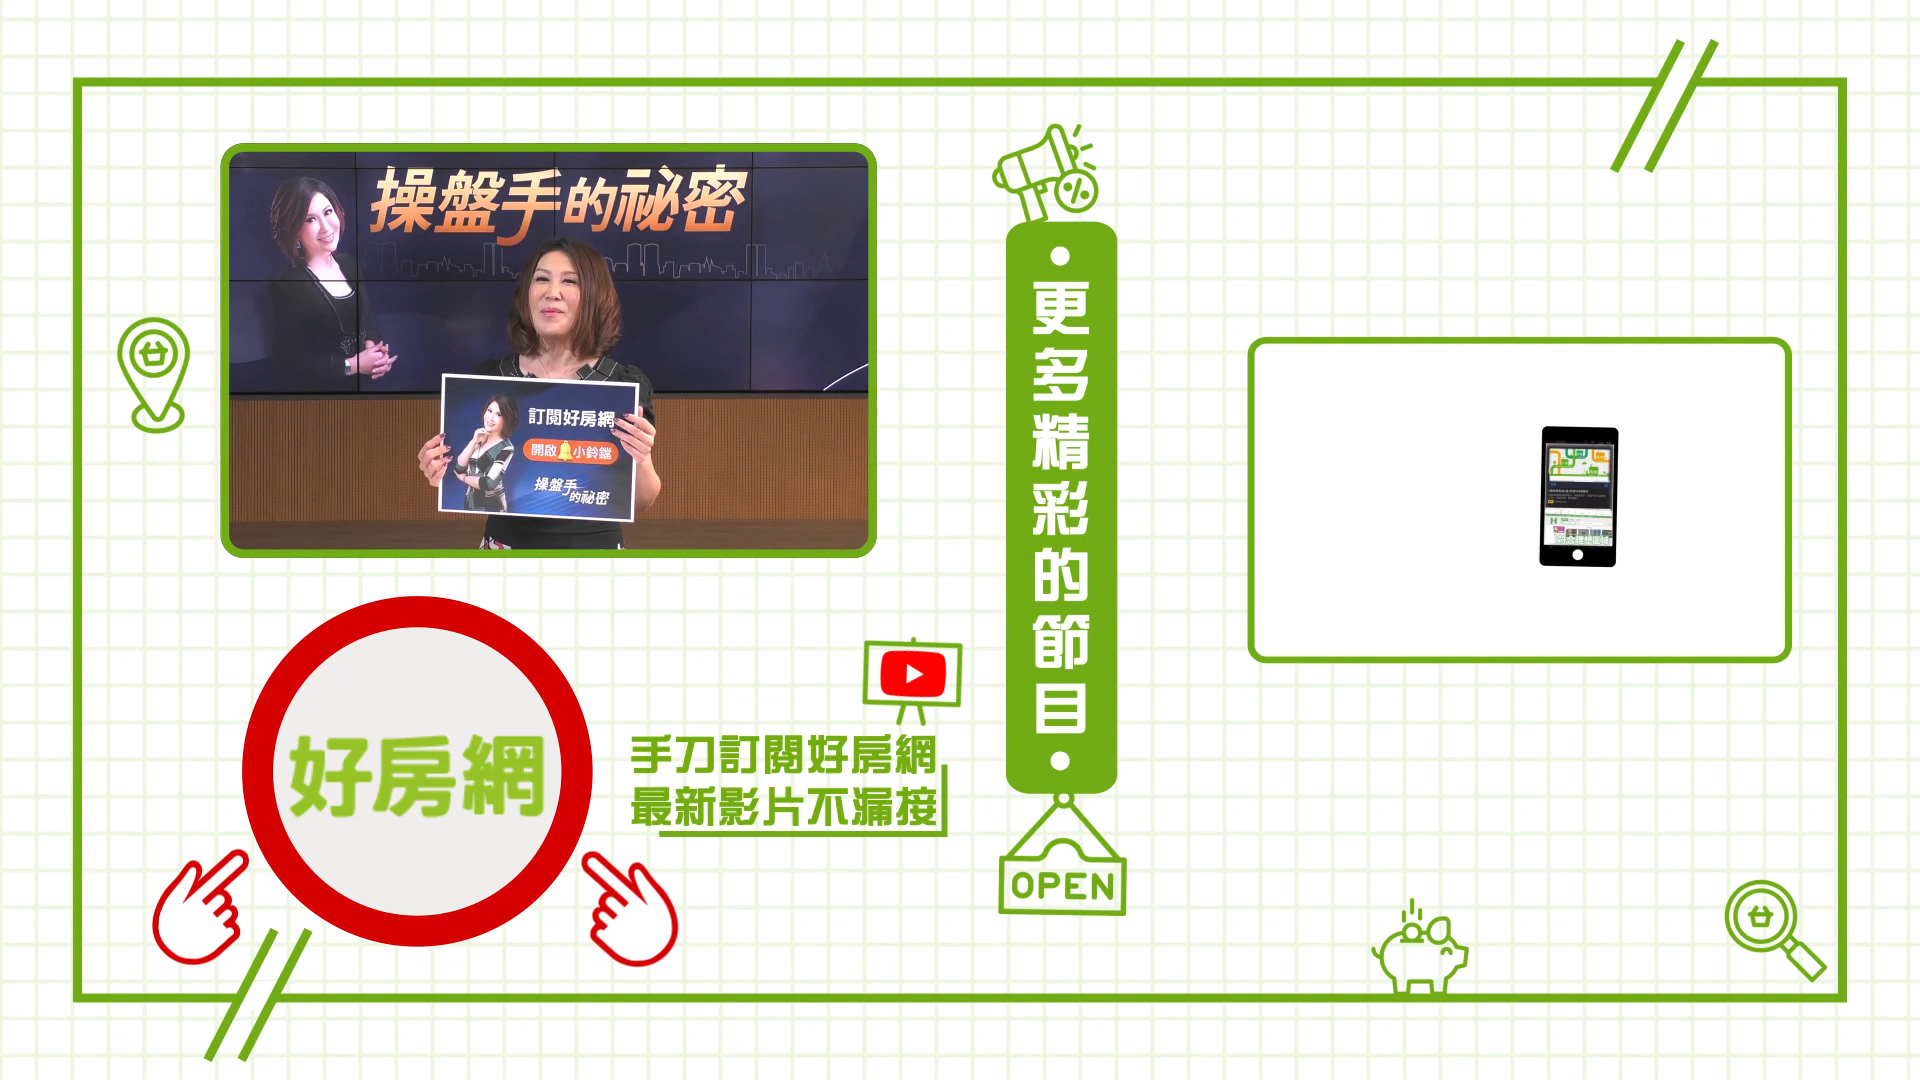 操盤手的祕密
訂閱好房網
開啟小鈴鐺
操盤手的祕密
好房網
手刀訂閱好房網
最新影片不漏接
更多精彩的節目
OPEN